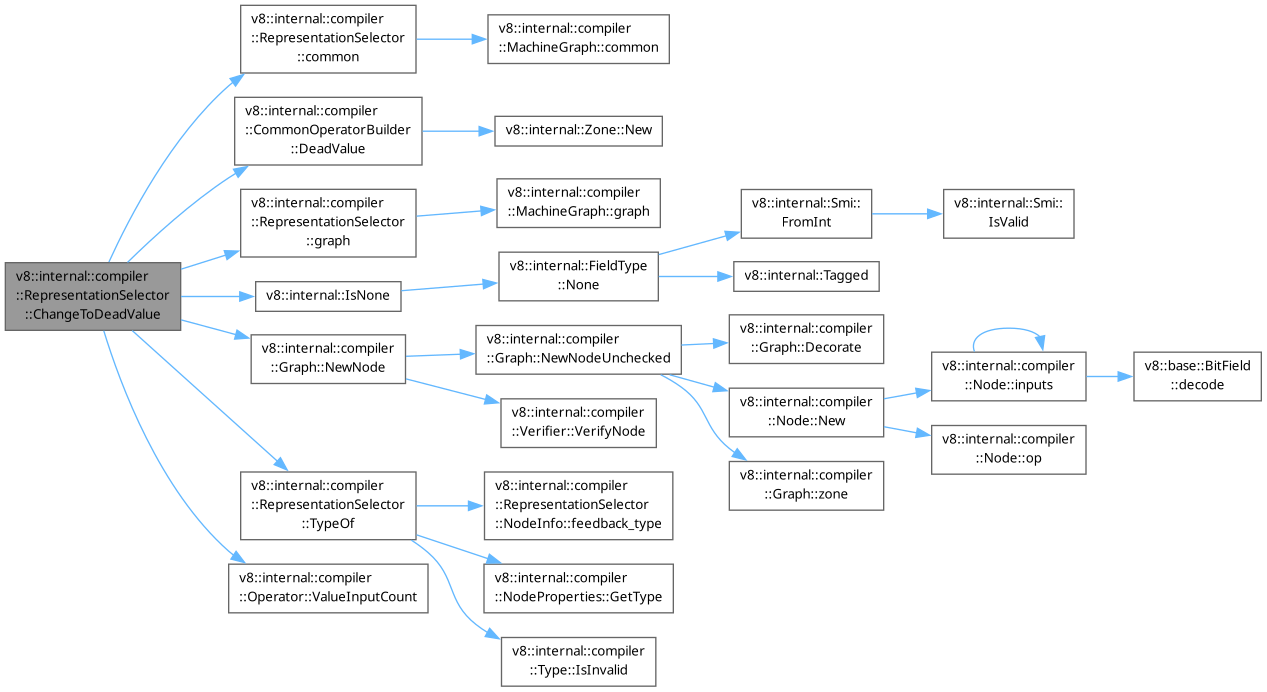 v8::internal::compiler
::RepresentationSelector
::ChangeToDeadValue
v8::internal::compiler
::RepresentationSelector
::common
v8::internal::compiler
::MachineGraph::common
v8::internal::compiler
::CommonOperatorBuilder
::DeadValue
v8::internal::Zone::New
v8::internal::compiler
::RepresentationSelector
::graph
v8::internal::compiler
::MachineGraph::graph
v8::internal::IsNone
v8::internal::FieldType
::None
v8::internal::Smi::
FromInt
v8::internal::Smi::
IsValid
v8::internal::Tagged
v8::internal::compiler
::Graph::NewNode
v8::internal::compiler
::Graph::NewNodeUnchecked
v8::internal::compiler
::Graph::Decorate
v8::internal::compiler
::Node::New
v8::internal::compiler
::Node::inputs
v8::base::BitField
::decode
v8::internal::compiler
::Node::op
v8::internal::compiler
::Graph::zone
v8::internal::compiler
::Verifier::VerifyNode
v8::internal::compiler
::RepresentationSelector
::TypeOf
v8::internal::compiler
::RepresentationSelector
::NodeInfo::feedback_type
v8::internal::compiler
::NodeProperties::GetType
v8::internal::compiler
::Type::IsInvalid
v8::internal::compiler
::Operator::ValueInputCount